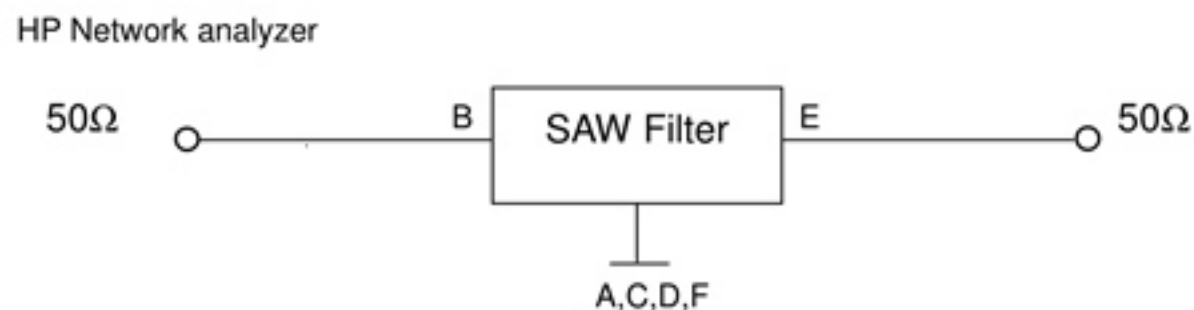 HP Network analyzer
50Ω B SAW Filter E 50Ω
A,C,D,F